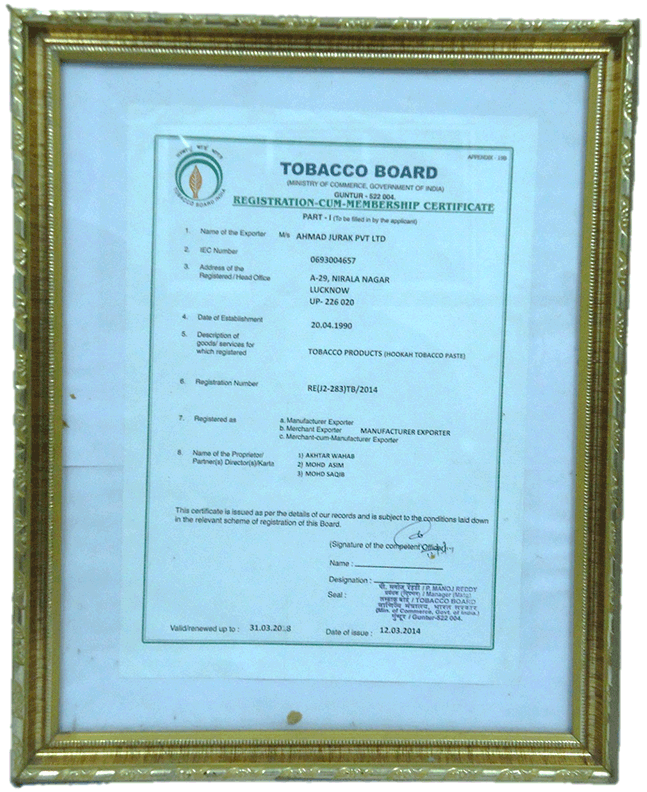 APPENDIX - 19B
TOBACCO BOARD INDIA
TOBACCO BOARD
(MINISTRY OF COMMERCE, GOVERNMENT OF INDIA)
GUNTUR - 522 004.
REGISTRATION-CUM-MEMBERSHIP CERTIFICATE
PART - I (To be filled in by the applicant)
1. Name of the Exporter M/s AHMAD JURAK PVT LTD
2. IEC Number 0693004657
3. Address of the Registered/Head Office A-29, NIRALA NAGAR
LUCKNOW
UP- 226 020
4. Date of Establishment 20.04.1990
5. Description of
goods/ services for
which registered TOBACCO PRODUCTS (HOOKAH TOBACCO PASTE)
6. Registration Number RE(J2-283)TB/2014
7. Registered as a. Manufacturer Exporter
b. Merchant Exporter MANUFACTURER EXPORTER
c. Merchant-cum-Manufacturer Exporter
8. Name of the Proprietor/ 1) AKHTAR WAHAB
Partner(s) Director(s)/Karta 2) MOHD ASIM
3) MOHD SAQIB
This certificate is issued as per the details of our records and is subject to the conditions laid down
in the relevant scheme of registration of this Board.
(Signature of the competent Officer)
Name :
Designation :
Seal : पी. मनोज रेड्डी / P. MANOJ REDDY
/ Manager (Mktg)
तम्बाकू बोर्ड / TOBACCO BOARD
वाणिज्य मंत्रालय, भारत सरकार
(Min. of Commerce, Govt. of India.)
गुंटूर / Guntur-522 004.
Valid/renewed up to : 31.03.20 8
Date of issue : 12.03.2014